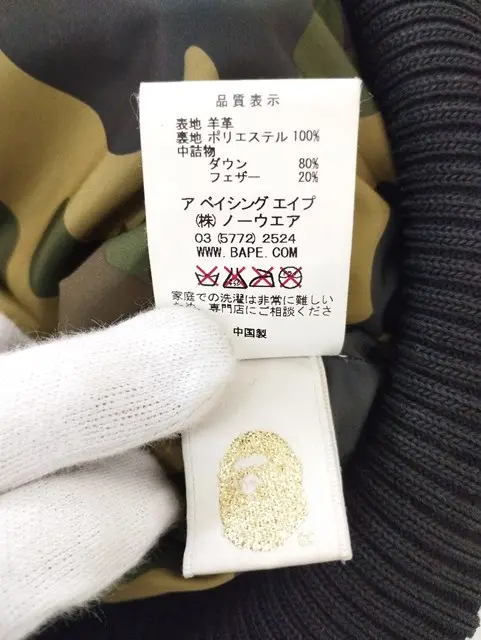 品質表示
表地 羊革
裏地 ポリエステル 100%
中詰物
ダウン 80%
フェザー 20%
ア ベイシング エイプ
(株) ノーウエア
03 (5772) 2524
WWW.BAPE.COM
家庭での洗濯は非常に難しい
ため、専門店にご相談くださ
中国製